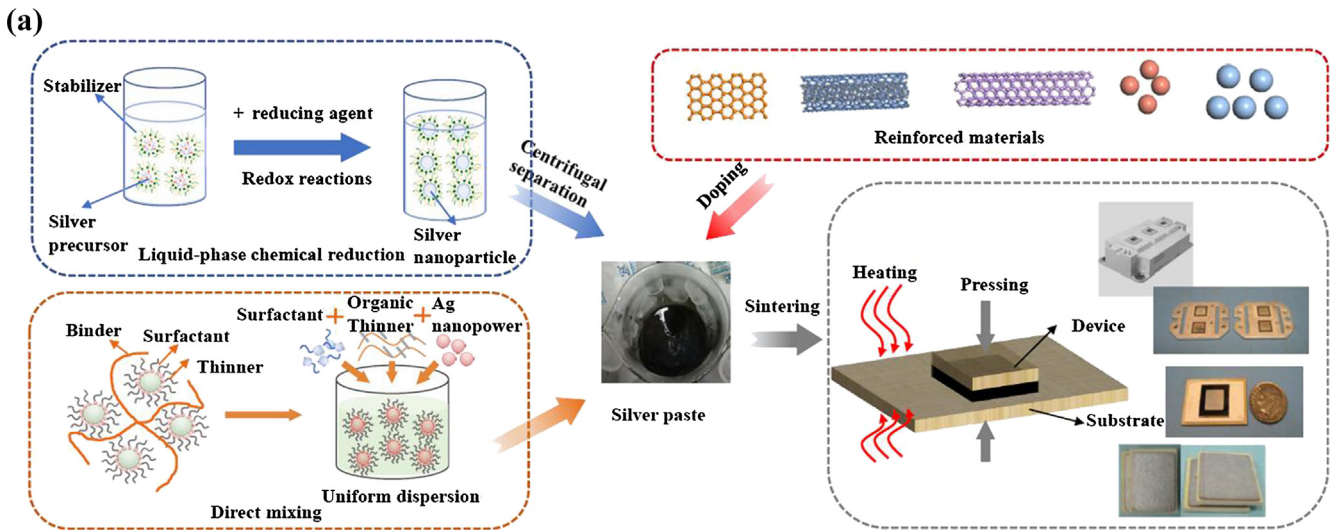 (a)
Stabilizer
+ reducing agent
Redox reactions
Silver
precursor
Silver
nanoparticle
Liquid-phase chemical reduction
Centrifugal
separation
Reinforced materials
Doping
Binder
Surfactant
Thinner
Surfactant
+
Organic
Thinner
+
Ag
nanopower
Uniform dispersion
Direct mixing
Silver paste
Sintering
Heating
Pressing
Device
Substrate